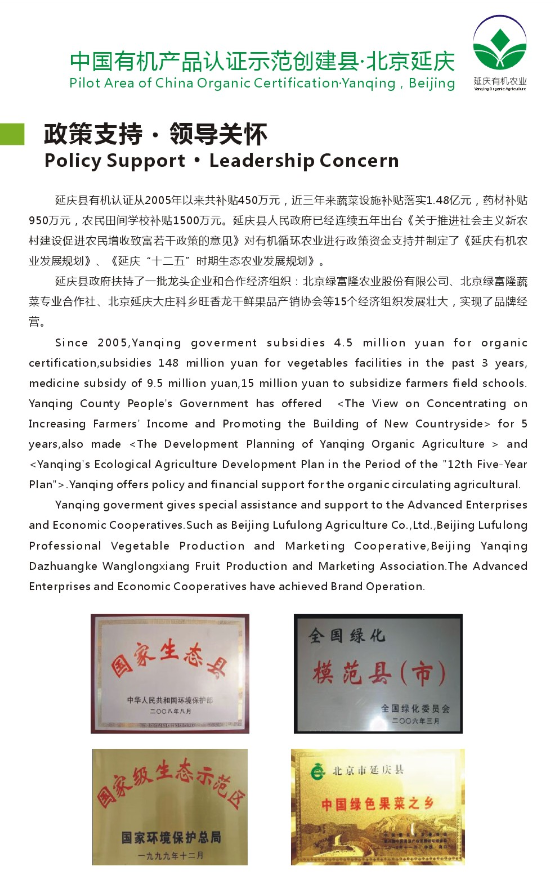 中国有机产品认证示范创建县·北京延庆
Pilot Area of China Organic Certification·Yanqing , Beijing
延庆有机农业
Yanqing Organic Agriculture
政策支持 · 领导关怀
Policy Support • Leadership Concern
延庆县有机认证从2005年以来共补贴450万元，近三年来蔬菜设施补贴落实1.48亿元，药材补贴
950万元，农民田间学校补贴1500万元。延庆县人民政府已经连续五年出台《关于推进社会主义新农
村建设促进农民增收致富若干政策的意见》对有机循环农业进行政策资金支持并制定了《延庆有机农
业发展规划》、《延庆“十二五”时期生态农业发展规划》。
延庆县政府扶持了一批龙头企业和合作经济组织：北京绿富隆农业股份有限公司、北京绿富隆蔬
菜专业合作社、北京延庆大庄科乡旺香龙干鲜果品产销协会等15个经济组织发展壮大，实现了品牌经
营。
Since 2005,Yanqing goverment subsidies 4.5 million yuan for organic
certification,subsidies 148 million yuan for vegetables facilities in the past 3 years,
medicine subsidy of 9.5 million yuan,15 million yuan to subsidize farmers field schools.
Yanqing County People's Government has offered <The View on Concentrating on
Increasing Farmers' Income and Promoting the Building of New Countryside> for 5
years,also made <The Development Planning of Yanqing Organic Agriculture > and
<Yanqing's Ecological Agriculture Development Plan in the Period of the "12th Five-Year
Plan">.Yanqing offers policy and financial support for the organic circulating agricultural.
Yanqing goverment gives special assistance and support to the Advanced Enterprises
and Economic Cooperatives.Such as Beijing Lufulong Agriculture Co.,Ltd.,Beijing Lufulong
Professional Vegetable Production and Marketing Cooperative,Beijing Yanqing
Dazhuangke Wanglongxiang Fruit Production and Marketing Association.The Advanced
Enterprises and Economic Cooperatives have achieved Brand Operation.
国家生态县
中华人民共和国环境保护部
二〇〇八年八月
全国绿化
模范县(市)
全国绿化委员会
二〇〇六年三月
国家级生态示范区
国家环境保护总局
一九九九年十二月
北京市延庆县
中国绿色果菜之乡